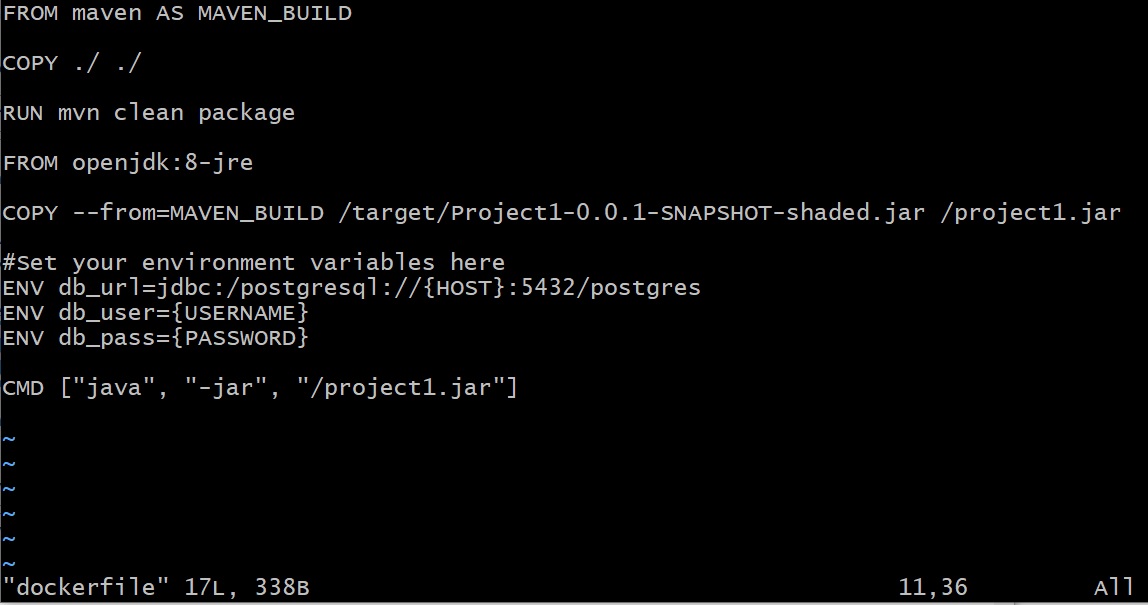 FROM maven AS MAVEN_BUILD
COPY ./ ./
RUN mvn clean package
FROM openjdk:8-jre
COPY --from=MAVEN_BUILD /target/Project1-0.0.1-SNAPSHOT-shaded.jar /project1.jar
#Set your environment variables here
ENV db_url=jdbc:/postgresql://{HOST}:5432/postgres
ENV db_user={USERNAME}
ENV db_pass={PASSWORD}
CMD ["java", "-jar", "/project1.jar"]
~
~
~
~
~
~
"dockerfile" 17L, 338B 11,36 All